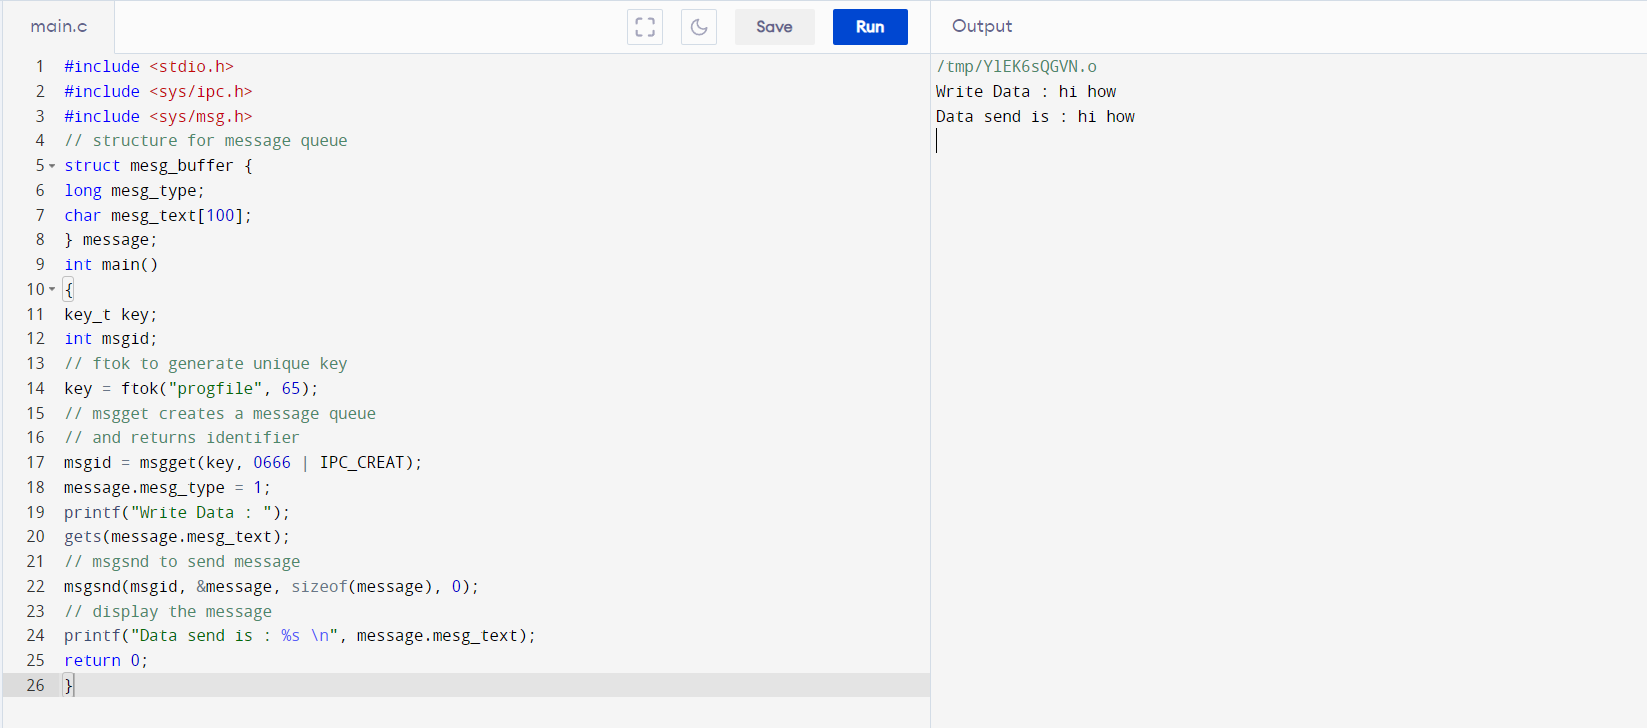 main.c
Save
Run
Output
1 #include <stdio.h>
2 #include <sys/ipc.h>
3 #include <sys/msg.h>
4 // structure for message queue
5 struct mesg_buffer {
6 long mesg_type;
7 char mesg_text[100];
8 } message;
9 int main()
10 {
11 key_t key;
12 int msgid;
13 // ftok to generate unique key
14 key = ftok("progfile", 65);
15 // msgget creates a message queue
16 // and returns identifier
17 msgid = msgget(key, 0666 | IPC_CREAT);
18 message.mesg_type = 1;
19 printf("Write Data : ");
20 gets(message.mesg_text);
21 // msgsnd to send message
22 msgsnd(msgid, &message, sizeof(message), 0);
23 // display the message
24 printf("Data send is : %s \n", message.mesg_text);
25 return 0;
26 }
/tmp/YlEK6sQGVN.o
Write Data : hi how
Data send is : hi how